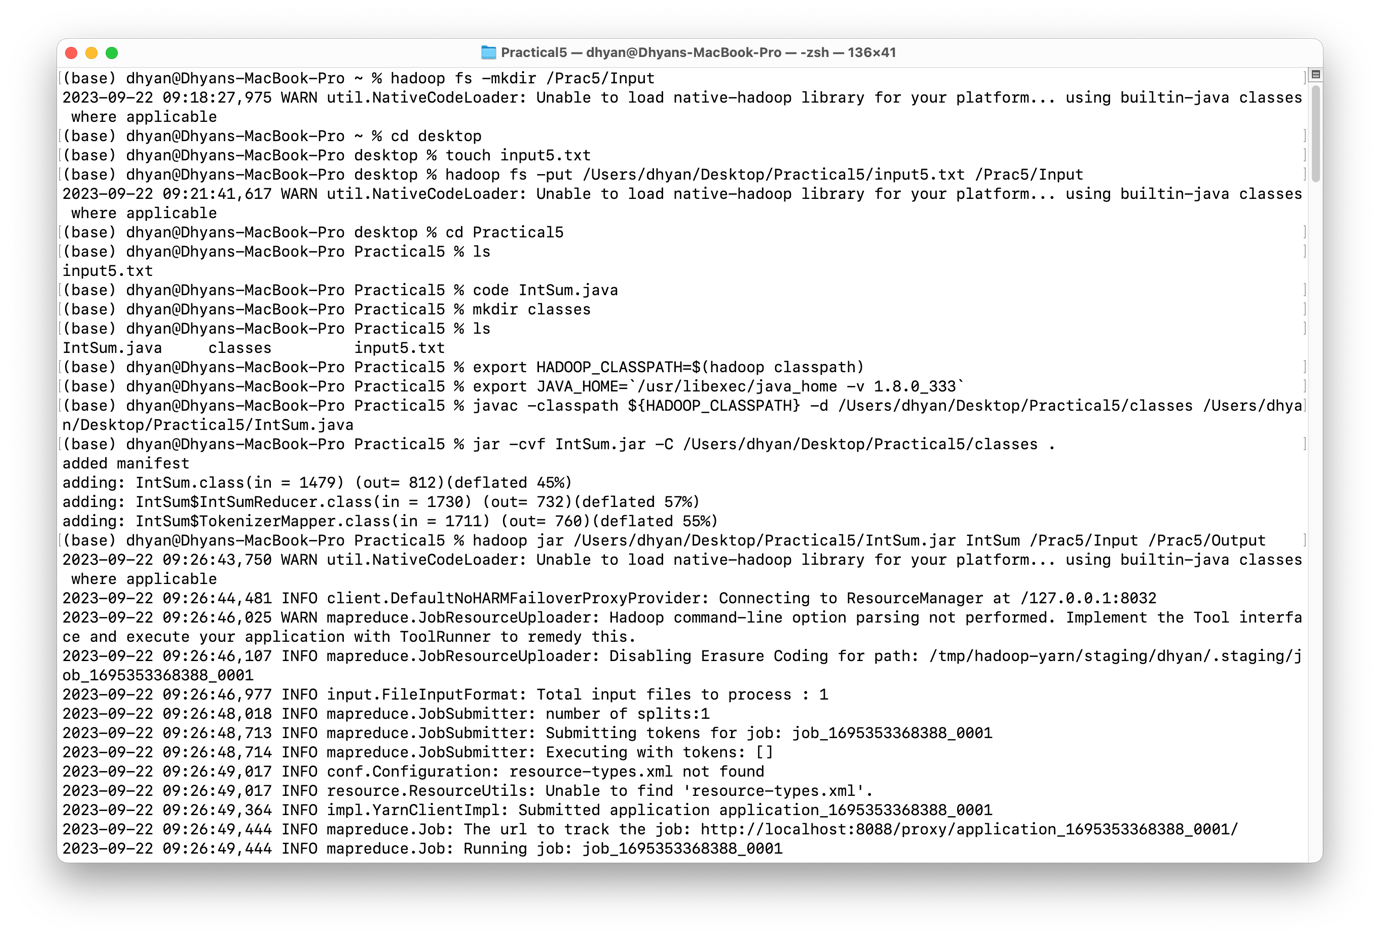 Practical5 — dhyan@Dhyans-MacBook-Pro — -zsh — 136×41
(base) dhyan@Dhyans-MacBook-Pro ~ % hadoop fs -mkdir /Prac5/Input
2023-09-22 09:18:27,975 WARN util.NativeCodeLoader: Unable to load native-hadoop library for your platform... using builtin-java classes
where applicable
(base) dhyan@Dhyans-MacBook-Pro ~ % cd desktop
(base) dhyan@Dhyans-MacBook-Pro desktop % touch input5.txt
(base) dhyan@Dhyans-MacBook-Pro desktop % hadoop fs -put /Users/dhyan/Desktop/Practical5/input5.txt /Prac5/Input
2023-09-22 09:21:41,617 WARN util.NativeCodeLoader: Unable to load native-hadoop library for your platform... using builtin-java classes
where applicable
(base) dhyan@Dhyans-MacBook-Pro desktop % cd Practical5
(base) dhyan@Dhyans-MacBook-Pro Practical5 % ls
input5.txt
(base) dhyan@Dhyans-MacBook-Pro Practical5 % code IntSum.java
(base) dhyan@Dhyans-MacBook-Pro Practical5 % mkdir classes
(base) dhyan@Dhyans-MacBook-Pro Practical5 % ls
IntSum.java classes input5.txt
(base) dhyan@Dhyans-MacBook-Pro Practical5 % export HADOOP_CLASSPATH=$(hadoop classpath)
(base) dhyan@Dhyans-MacBook-Pro Practical5 % export JAVA_HOME=`/usr/libexec/java_home -v 1.8.0_333`
(base) dhyan@Dhyans-MacBook-Pro Practical5 % javac -classpath ${HADOOP_CLASSPATH} -d /Users/dhyan/Desktop/Practical5/classes /Users/dhya
n/Desktop/Practical5/IntSum.java
(base) dhyan@Dhyans-MacBook-Pro Practical5 % jar -cvf IntSum.jar -C /Users/dhyan/Desktop/Practical5/classes .
added manifest
adding: IntSum.class(in = 1479) (out= 812)(deflated 45%)
adding: IntSum$IntSumReducer.class(in = 1730) (out= 732)(deflated 57%)
adding: IntSum$TokenizerMapper.class(in = 1711) (out= 760)(deflated 55%)
(base) dhyan@Dhyans-MacBook-Pro Practical5 % hadoop jar /Users/dhyan/Desktop/Practical5/IntSum.jar IntSum /Prac5/Input /Prac5/Output
2023-09-22 09:26:43,750 WARN util.NativeCodeLoader: Unable to load native-hadoop library for your platform... using builtin-java classes
where applicable
2023-09-22 09:26:44,481 INFO client.DefaultNoHARMFailoverProxyProvider: Connecting to ResourceManager at /127.0.0.1:8032
2023-09-22 09:26:46,025 WARN mapreduce.JobResourceUploader: Hadoop command-line option parsing not performed. Implement the Tool interfa
ce and execute your application with ToolRunner to remedy this.
2023-09-22 09:26:46,107 INFO mapreduce.JobResourceUploader: Disabling Erasure Coding for path: /tmp/hadoop-yarn/staging/dhyan/.staging/j
ob_1695353368388_0001
2023-09-22 09:26:46,977 INFO input.FileInputFormat: Total input files to process : 1
2023-09-22 09:26:48,018 INFO mapreduce.JobSubmitter: number of splits:1
2023-09-22 09:26:48,713 INFO mapreduce.JobSubmitter: Submitting tokens for job: job_1695353368388_0001
2023-09-22 09:26:48,714 INFO mapreduce.JobSubmitter: Executing with tokens: []
2023-09-22 09:26:49,017 INFO conf.Configuration: resource-types.xml not found
2023-09-22 09:26:49,017 INFO resource.ResourceUtils: Unable to find 'resource-types.xml'.
2023-09-22 09:26:49,364 INFO impl.YarnClientImpl: Submitted application application_1695353368388_0001
2023-09-22 09:26:49,444 INFO mapreduce.Job: The url to track the job: http://localhost:8088/proxy/application_1695353368388_0001/
2023-09-22 09:26:49,444 INFO mapreduce.Job: Running job: job_1695353368388_0001